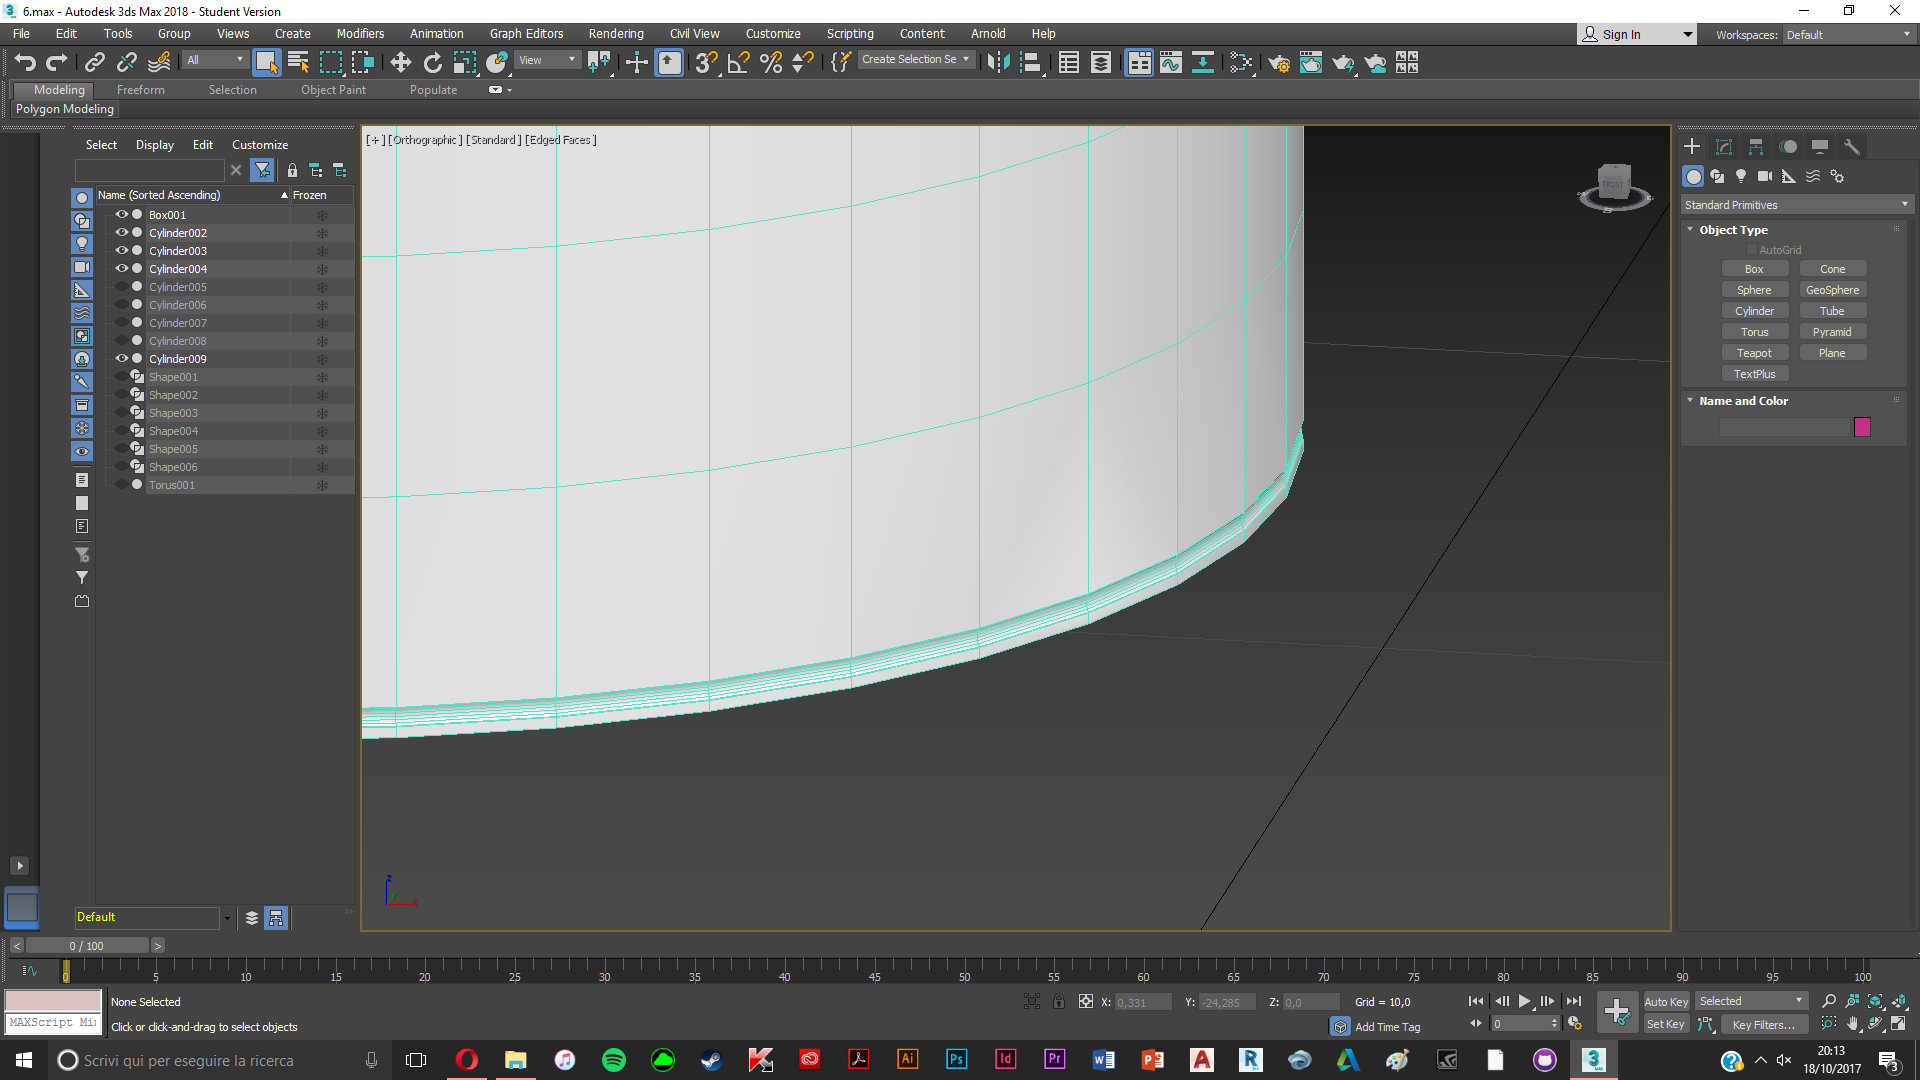 6.max - Autodesk 3ds Max 2018 - Student Version
File Edit Tools Group Views Create Modifiers Animation Graph Editors Rendering Civil View Customize Scripting Content Arnold Help
Sign In
Workspaces: Default
All
View
Create Selection Se
Modeling Freeform Selection Object Paint Populate
Polygon Modeling
Select Display Edit Customize
Name (Sorted Ascending) Frozen
Box001
Cylinder002
Cylinder003
Cylinder004
Cylinder005
Cylinder006
Cylinder007
Cylinder008
Cylinder009
Shape001
Shape002
Shape003
Shape004
Shape005
Shape006
Torus001
Default
[+] [Orthographic] [Standard] [Edged Faces]
FRONT
Standard Primitives
Object Type
AutoGrid
Box Cone
Sphere GeoSphere
Cylinder Tube
Torus Pyramid
Teapot Plane
TextPlus
Name and Color
< 0 / 100 >
0 5 10 15 20 25 30 35 40 45 50 55 60 65 70 75 80 85 90 95 100
None Selected
X: 0,331 Y: -24,285 Z: 0,0 Grid = 10,0
Auto Key Selected
MAXScript Mi
Click or click-and-drag to select objects
Add Time Tag
0
Set Key Key Filters...
Scrivi qui per eseguire la ricerca
20:13
18/10/2017
3